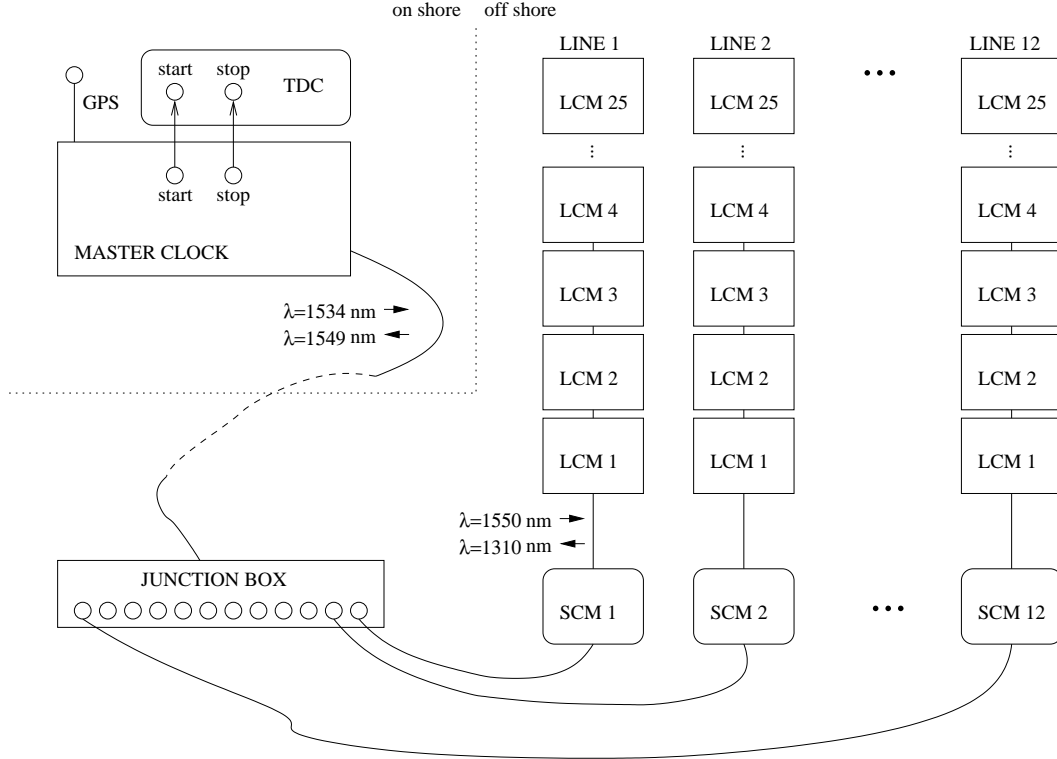 on shore off shore
GPS
start stop TDC
start stop
MASTER CLOCK
λ=1534 nm
λ=1549 nm
LINE 1
LCM 25
LCM 4
LCM 3
LCM 2
LCM 1
LINE 2
LCM 25
LCM 4
LCM 3
LCM 2
LCM 1
LINE 12
LCM 25
LCM 4
LCM 3
LCM 2
LCM 1
λ=1550 nm
λ=1310 nm
JUNCTION BOX
SCM 1
SCM 2
SCM 12